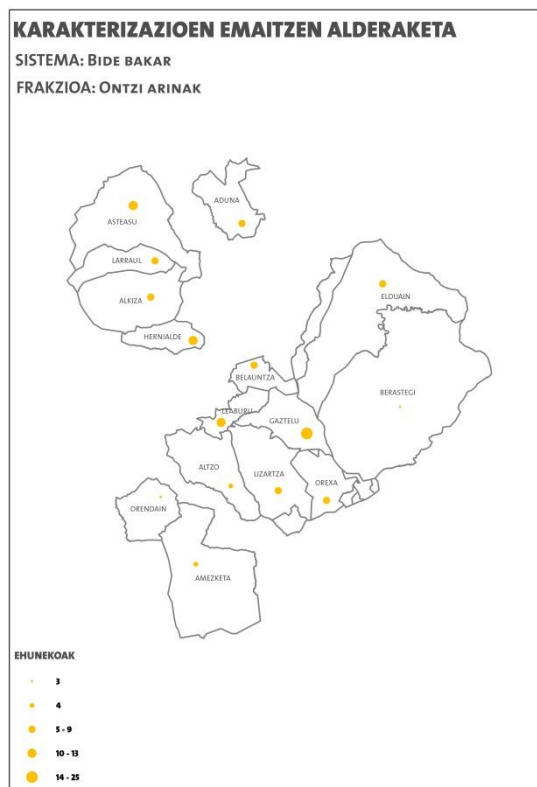 KARAKTERIZAZIOEN EMAITZEN ALDERAKETA
SISTEMA: BIDE BAKAR
FRAKZIOA: ONTZI ARINAK
ADUNA
ASTEASU
LARRAUL
ALKIZA
ELDUAIN
HERNIALDE
BELAUNTZA
BERASTEGI
LEABURU
GAZTELU
ALTZO
LIZARTZA
OREXA
ORENDAIN
AMEZKETA
EHUNEKOAK
3
4
5 - 9
10 - 13
14 - 25